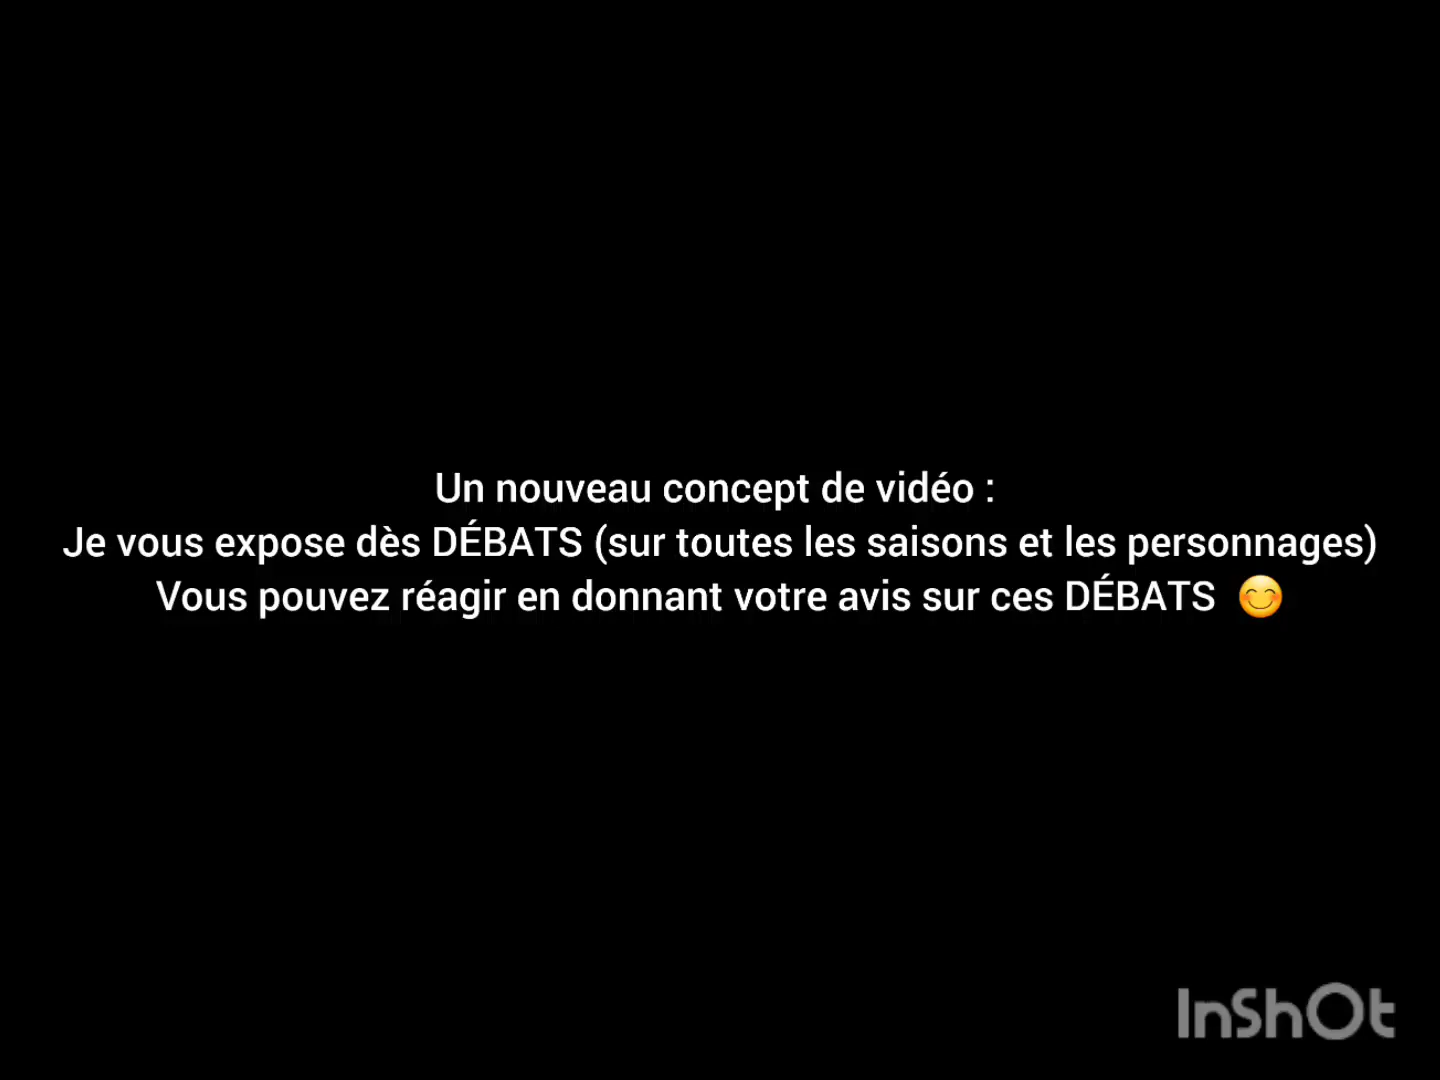 Un nouveau concept de vidéo :
Je vous expose dès DÉBATS (sur toutes les saisons et les personnages)
Vous pouvez réagir en donnant votre avis sur ces DÉBATS 😊
InShOt